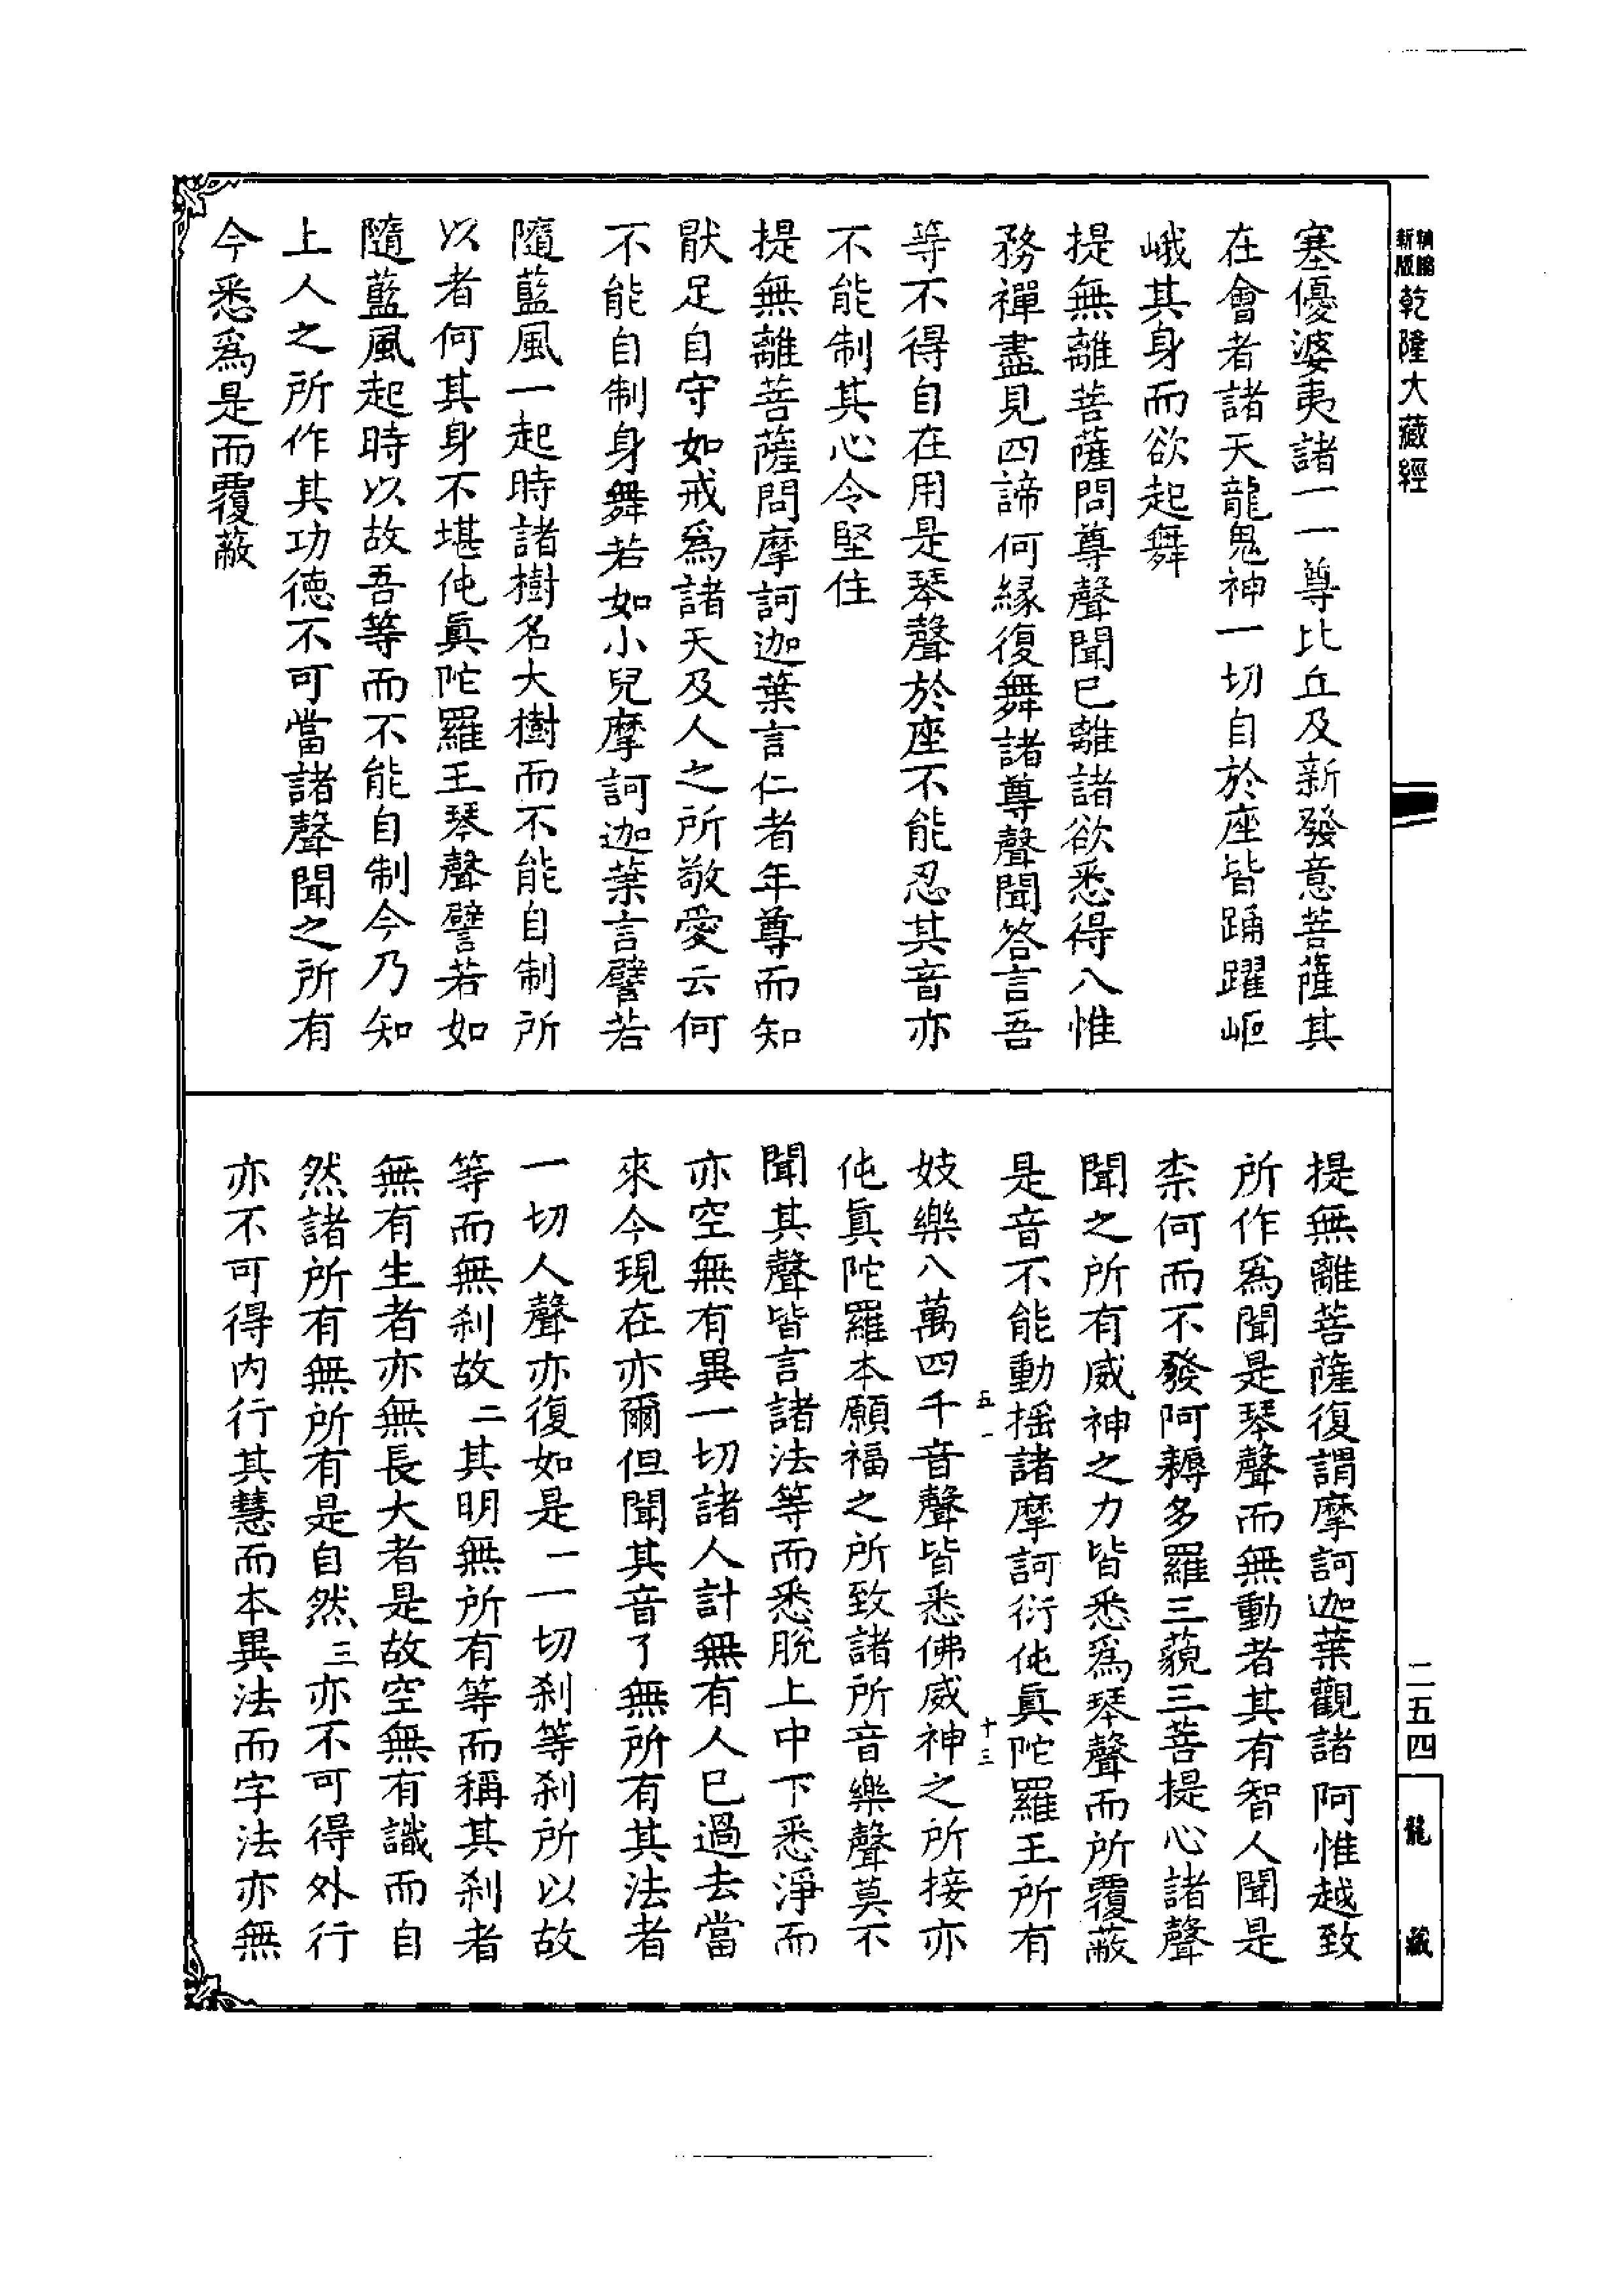 新版
乾隆大藏經
塞優婆夷諸一一尊比丘及新發意菩薩其
在會者諸天龍鬼神一切自於座皆踊躍岠
峨其身而欲起舞
提無離菩薩問尊聲聞已離諸欲悉得八惟
務禪盡見四諦何緣復舞諸尊聲聞答言吾
等不得自在用是琴聲於座不能忍其音亦
不能制其心令堅住
提無離菩薩問摩訶迦葉言仁者年尊而知
猒足自守如戒爲諸天及人之所敬愛云何
不能自制身舞若如小兒摩訶迦葉言譬若
隨藍風一起時諸樹名大樹而不能自制所
以者何其身不堪伅眞陀羅王琴聲譬若如
隨藍風起時以故吾等而不能自制今乃知
上人之所作其功德不可當諸聲聞之所有
今悉爲是而覆蔽
提無離菩薩復謂摩訶迦葉觀諸阿惟越致
所作爲聞是琴聲而無動者其有智人聞是
柰何而不發阿耨多羅三藐三菩提心諸聲
聞之所有威神之力皆悉爲琴聲而所覆蔽
是音不能動摇諸摩訶衍伅眞陀羅王所有
五一
十三
妓樂八萬四千音聲皆悉佛威神之所接亦
伅眞陀羅本願福之所致諸所音樂聲莫不
聞其聲皆言諸法等而悉脫上中下悉淨而
亦空無有異一切諸人計無有人已過去當
來今現在亦爾但聞其音了無所有其法者
一切人聲亦復如是一一切刹等刹所以故
等而無刹故二其明無所有等而稱其刹者
無有生者亦無長大者是故空無有識而自
然諸所有無所有是自然三亦不可得外行
亦不可得内行其慧而本異法而字法亦無
二五四
龍藏